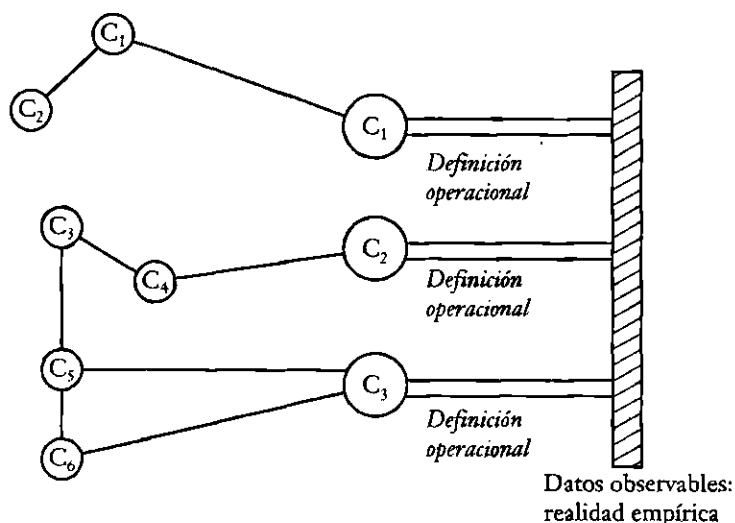 C₁
C₂
C₁
Definición
operacional
C₃
C₄
C₂
Definición
operacional
C₅
C₆
C₃
Definición
operacional
Datos observables:
realidad empírica